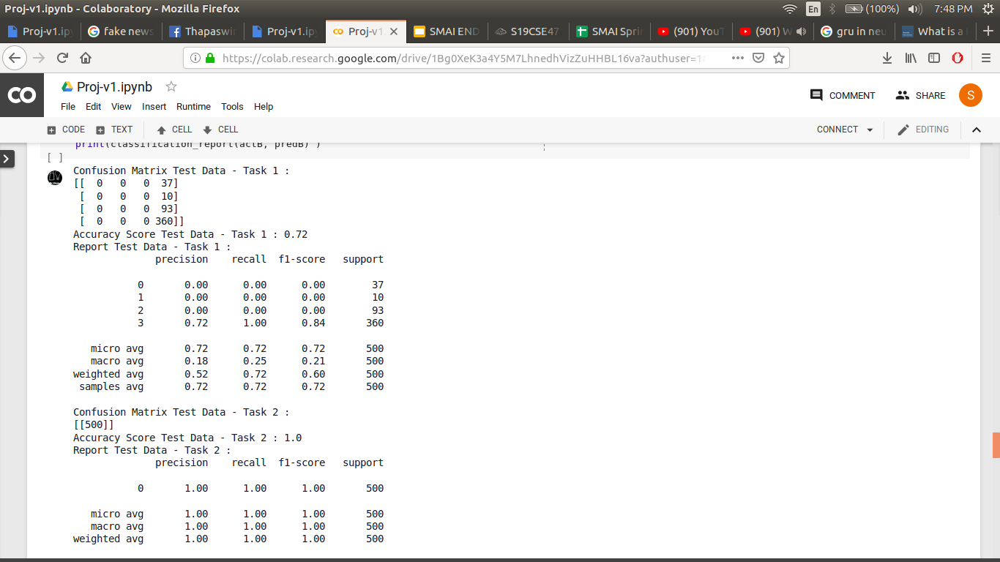 Proj-v1.ipynb - Colaboratory - Mozilla Firefox
En (100%) 7:48 PM
Proj-v1.ip fake news Thapaswin Proj-v1.ip Proj-v1 SMAI END S19CSE47 SMAI Spri (901) YouT (901) W gru in neu What is a
https://colab.research.google.com/drive/1Bg0XeK3a4Y5M7LhnedhVizZuHHBL16va?authuser=1
CO Proj-v1.ipynb
COMMENT SHARE S
File Edit View Insert Runtime Tools Help
CODE TEXT CELL CELL CONNECT EDITING
print(classification_report(actB, predB) )
[ ]
Confusion Matrix Test Data - Task 1 :
[[ 0 0 0 37]
[ 0 0 0 10]
[ 0 0 0 93]
[ 0 0 0 360]]
Accuracy Score Test Data - Task 1 : 0.72
Report Test Data - Task 1 :
precision recall f1-score support
0 0.00 0.00 0.00 37
1 0.00 0.00 0.00 10
2 0.00 0.00 0.00 93
3 0.72 1.00 0.84 360
micro avg 0.72 0.72 0.72 500
macro avg 0.18 0.25 0.21 500
weighted avg 0.52 0.72 0.60 500
samples avg 0.72 0.72 0.72 500
Confusion Matrix Test Data - Task 2 :
[[500]]
Accuracy Score Test Data - Task 2 : 1.0
Report Test Data - Task 2 :
precision recall f1-score support
0 1.00 1.00 1.00 500
micro avg 1.00 1.00 1.00 500
macro avg 1.00 1.00 1.00 500
weighted avg 1.00 1.00 1.00 500